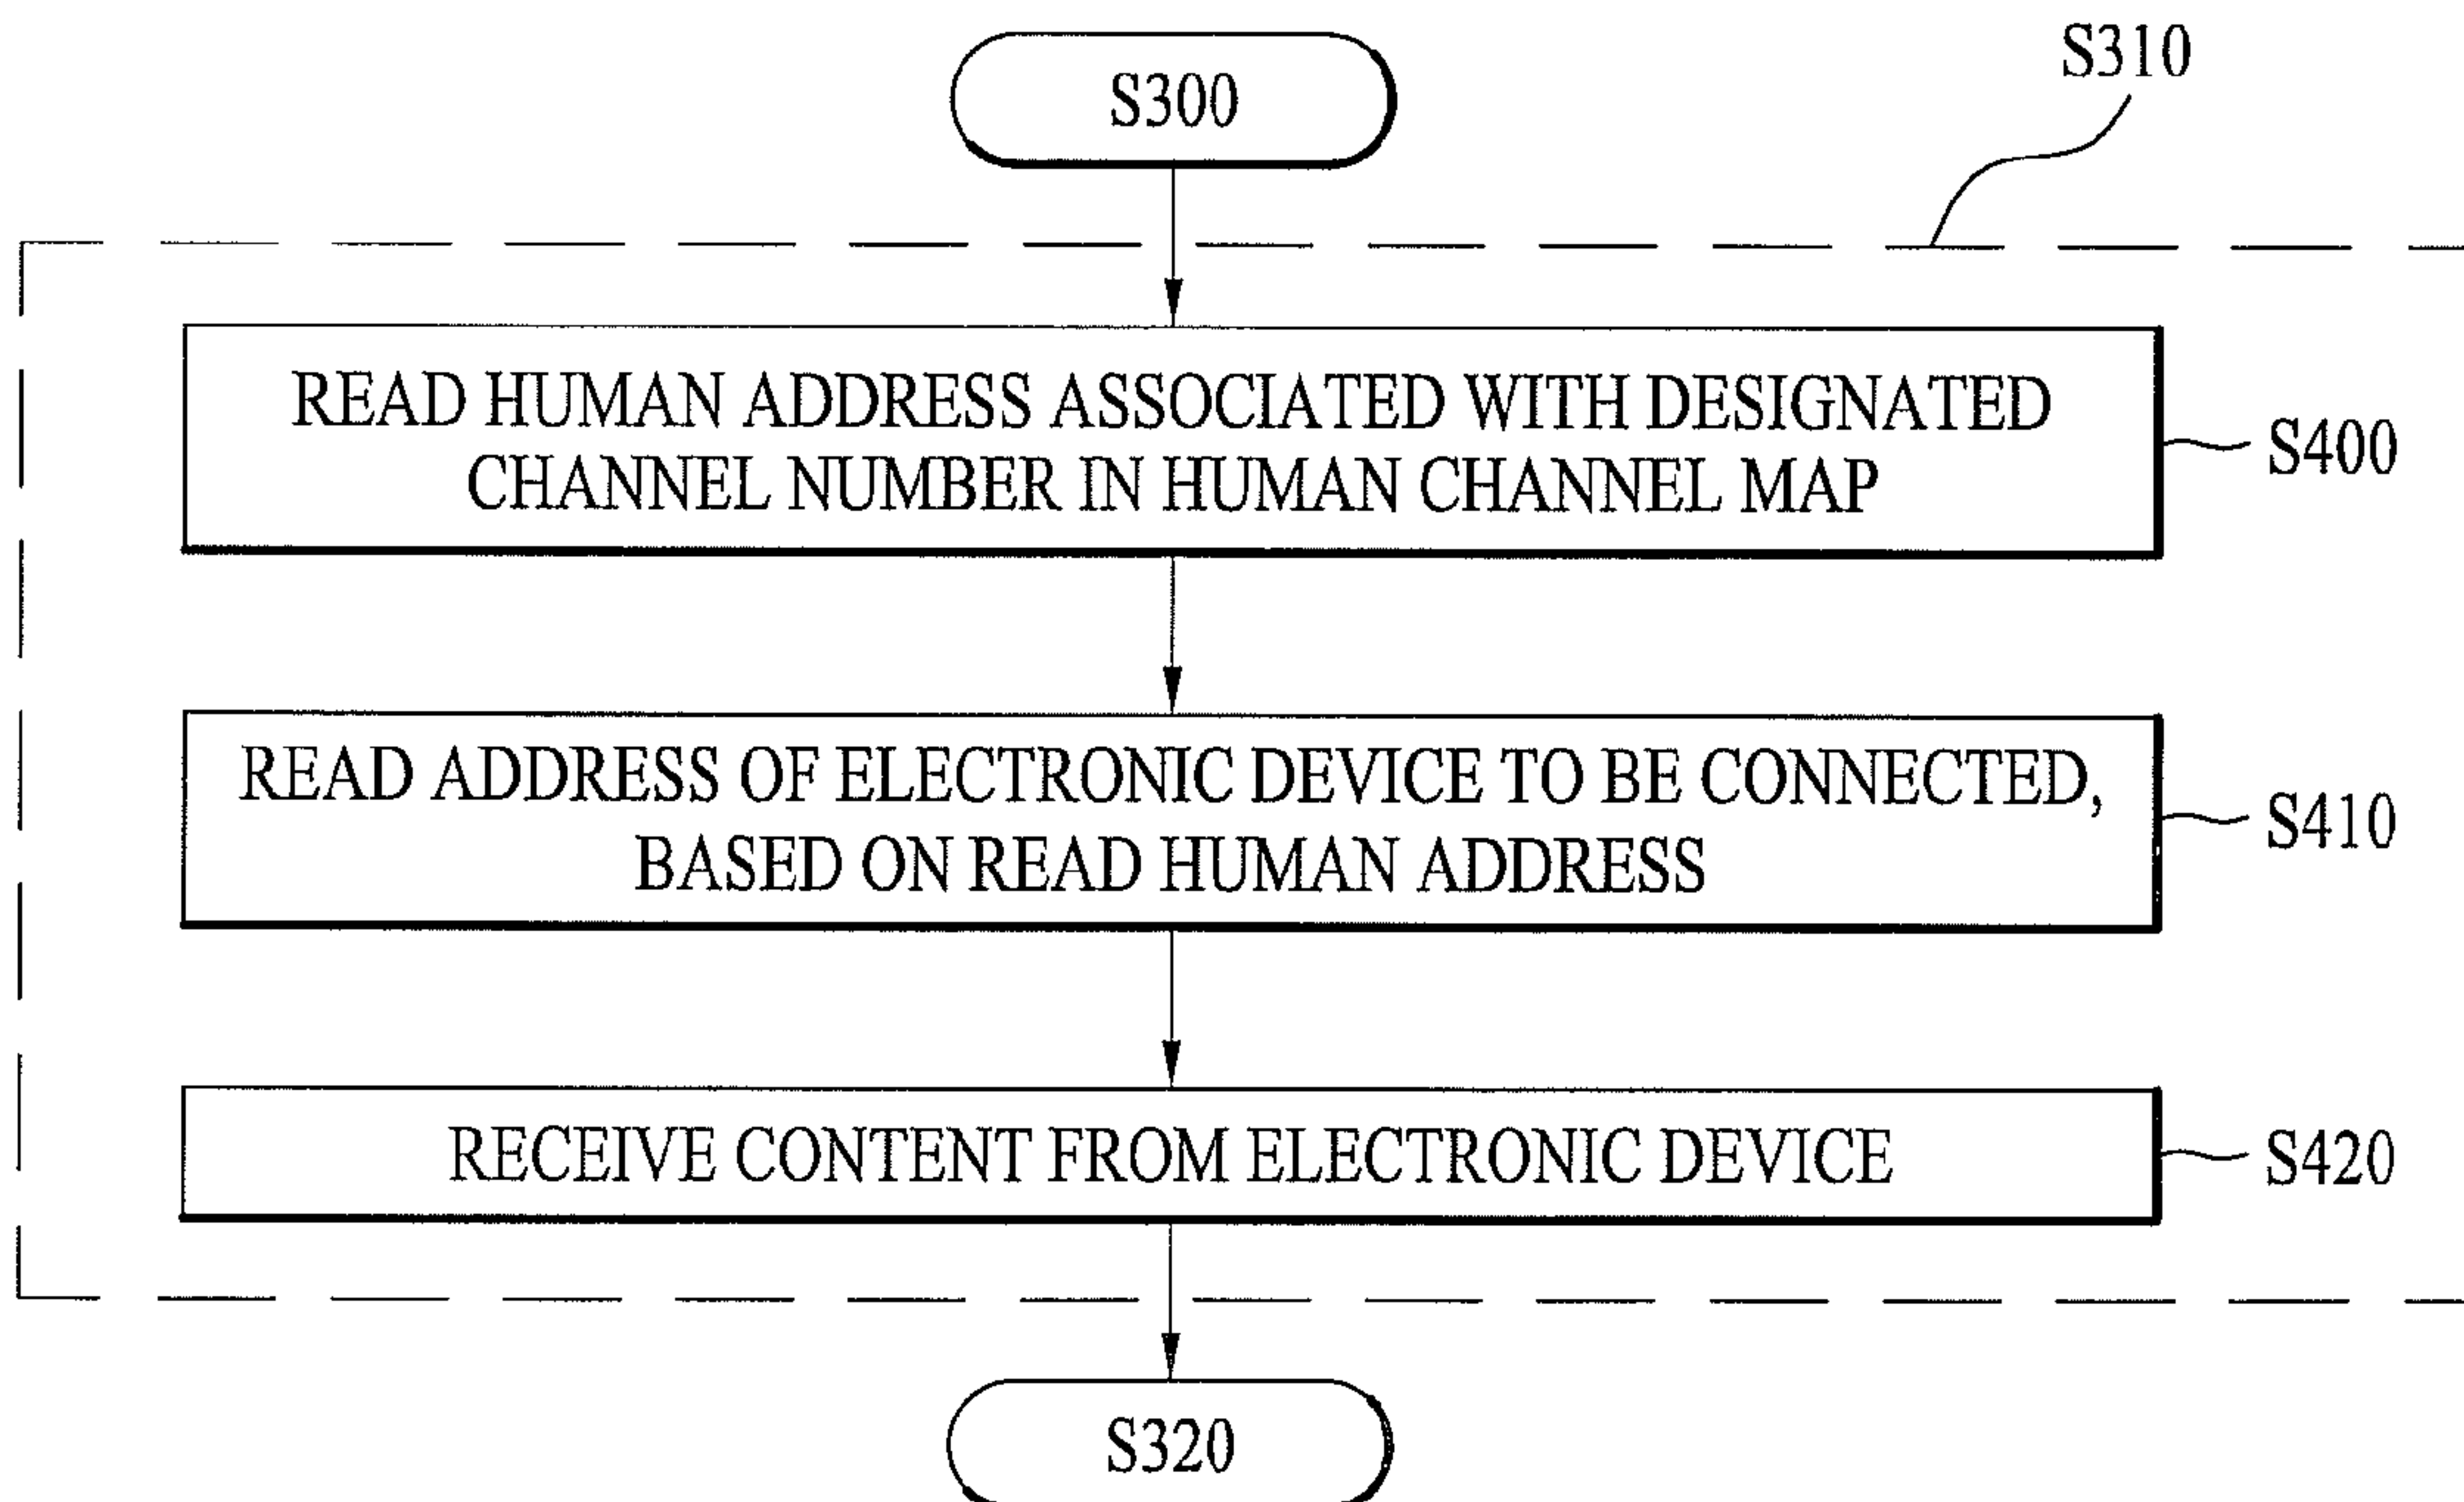 S310
S300
READ HUMAN ADDRESS ASSOCIATED WITH DESIGNATED
CHANNEL NUMBER IN HUMAN CHANNEL MAP
S400
READ ADDRESS OF ELECTRONIC DEVICE TO BE CONNECTED,
BASED ON READ HUMAN ADDRESS
S410
RECEIVE CONTENT FROM ELECTRONIC DEVICE
S420
S320